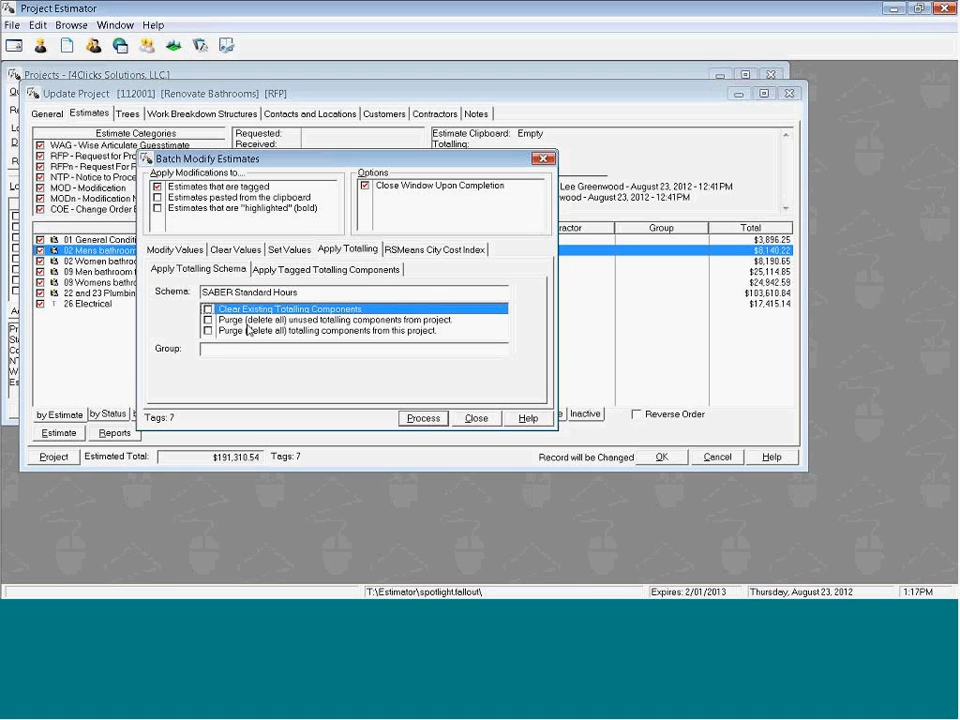 Project Estimator
File Edit Browse Window Help
Projects - [4Clicks Solutions, LLC.]
Update Project [112001] [Renovate Bathrooms] [RFP]
General Estimates Trees Work Breakdown Structures Contacts and Locations Customers Contractors Notes
Estimate Categories
WAG - Wise Articulate Guesstimate
RFP - Request for Pro
RFPn - Request For R
NTP - Notice to Proce
MOD - Modification
MODn - Modification N
COE - Change Order E
Requested:
Received:
Estimate Clipboard: Empty
Totalling:
Lee Greenwood - August 23, 2012 - 12:41PM
Lee Greenwood - August 23, 2012 - 12:41PM
Batch Modify Estimates
Apply Modifications to....
Estimates that are tagged
Estimates pasted from the clipboard
Estimates that are "highlighted" (bold)
Options
Close Window Upon Completion
Modify Values Clear Values Set Values Apply Totalling RSMeans City Cost Index
Apply Totalling Schema Apply Tagged Totalling Components
Schema: SABER Standard Hours
Clear Existing Totalling Components
Purge (delete all) unused totalling components from project.
Purge (delete all) totalling components from this project.
Group:
Tags: 7 Process Close Help
ractor Group Total
01 General Conditi $3,896.25
02 Mens bathroom $8,140.22
02 Women bathroo $8,190.65
09 Men bathroom f $25,114.85
09 Womens bathro $24,942.59
22 and 23 Plumbin $103,610.84
26 Electrical $17,415.14
by Estimate by Status Inactive Reverse Order
Estimate Reports
Project Estimated Total: $191,310.54 Tags: 7 Record will be Changed OK Cancel Help
T:\Estimator\spotlight.fallout\ Expires: 2/01/2013 Thursday, August 23, 2012 1:17PM